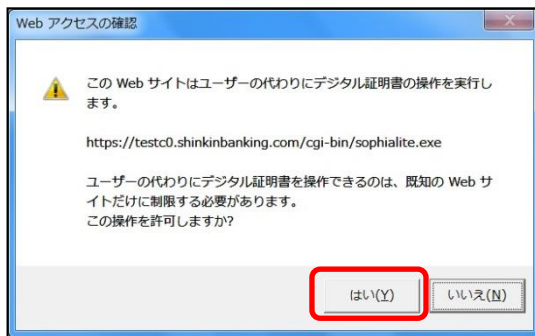 Web アクセスの確認
この Web サイトはユーザーの代わりにデジタル証明書の操作を実行し
ます。
https://testc0.shinkinbanking.com/cgi-bin/sophialite.exe
ユーザーの代わりにデジタル証明書を操作できるのは、既知の Web サ
イトだけに制限する必要があります。
この操作を許可しますか?
はい(Y) いいえ(N)